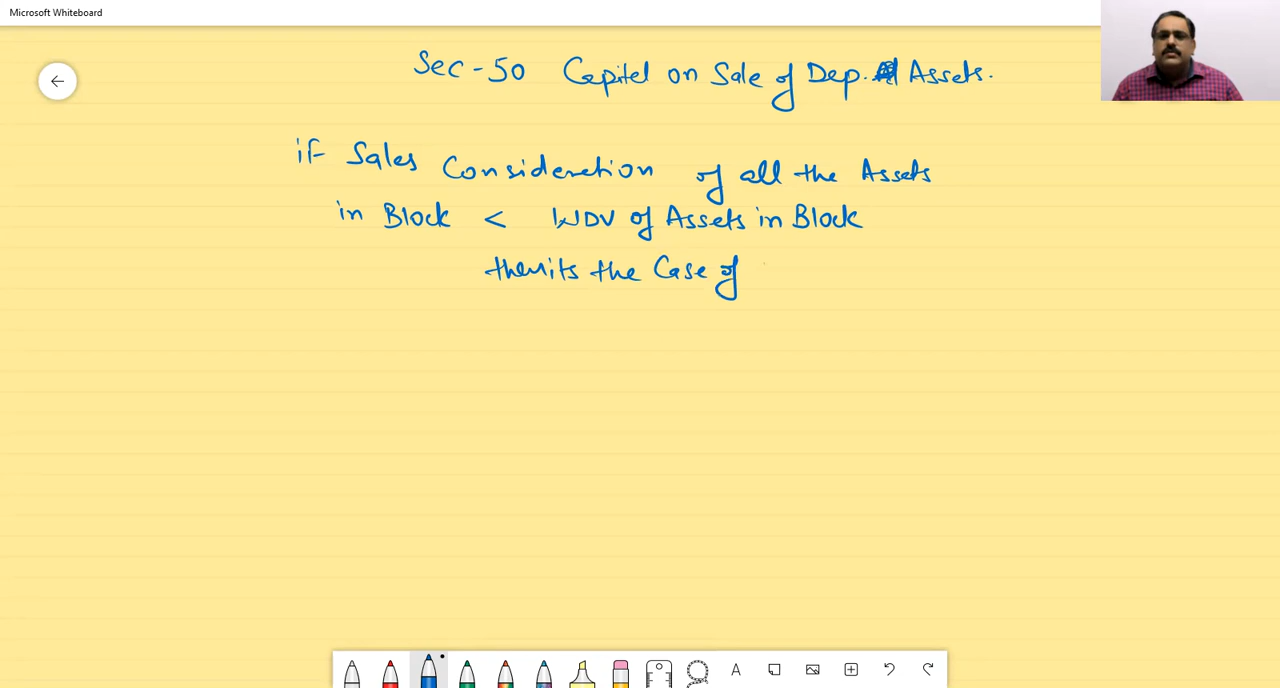 Microsoft Whiteboard
Sec-50 Capitel on Sale of Dep. Assets.
if Sales Consideration of all the Assets
in Block < WDV of Assets in Block
then its the Case of
A